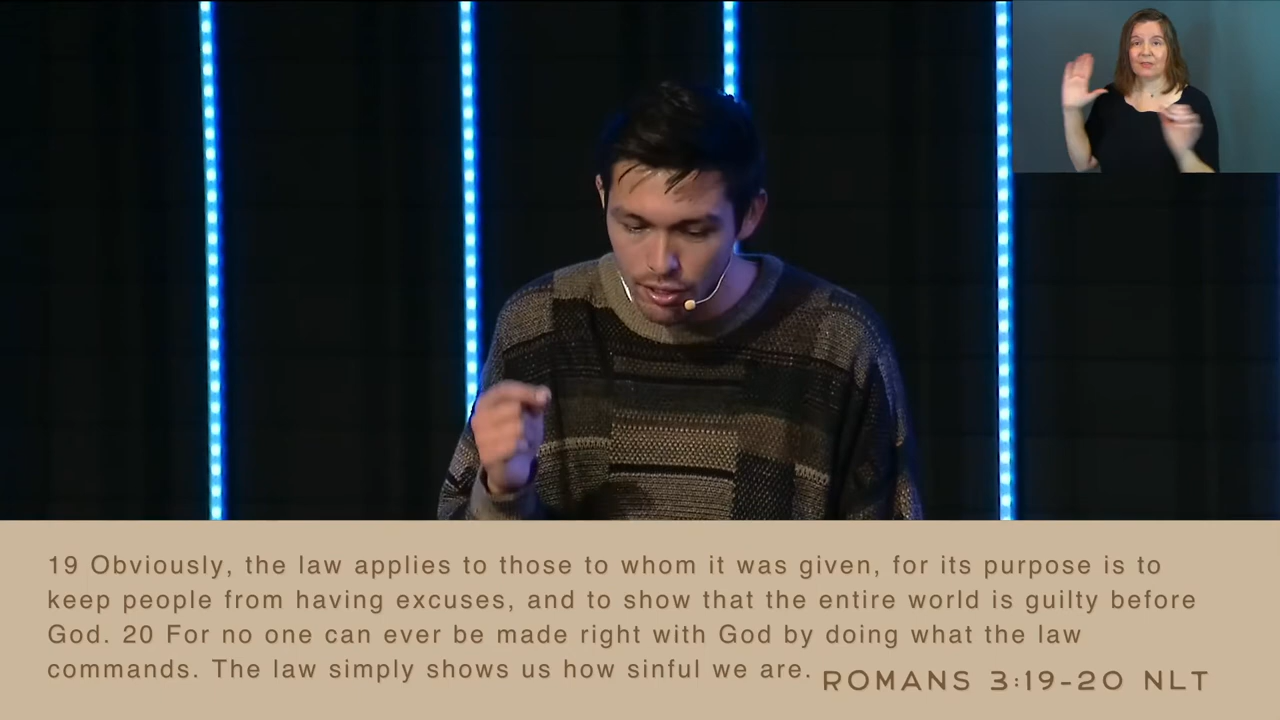 19 Obviously, the law applies to those to whom it was given, for its purpose is to
keep people from having excuses, and to show that the entire world is guilty before
God. 20 For no one can ever be made right with God by doing what the law
commands. The law simply shows us how sinful we are.
ROMANS 3:19-20 NLT